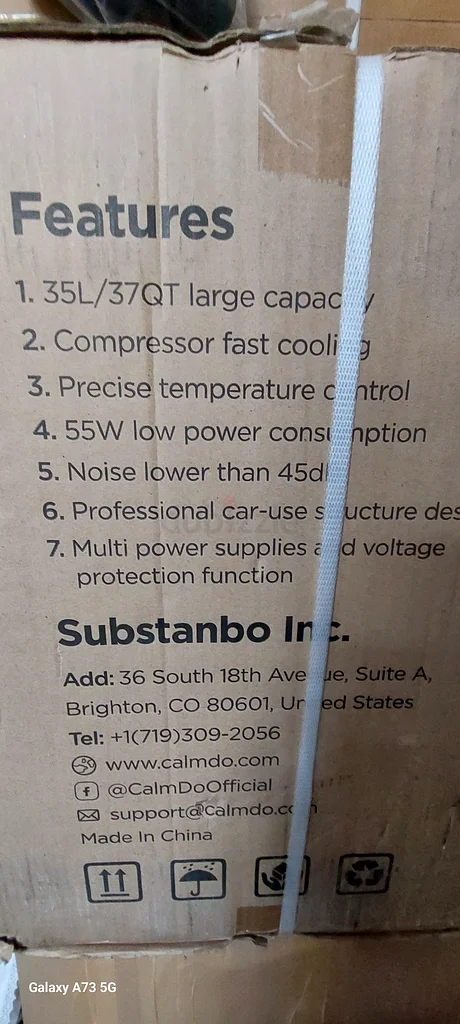 Features
1. 35L/37QT large capacity
2. Compressor fast cooling
3. Precise temperature control
4. 55W low power consumption
5. Noise lower than 45d
6. Professional car-use structure des
7. Multi power supplies and voltage
protection function
Substanbo Inc.
Add: 36 South 18th Avenue, Suite A,
Brighton, CO 80601, United States
Tel: +1(719)309-2056
www.calmdo.com
@CalmDoOfficial
support@calmdo.com
Made In China
Galaxy A73 5G